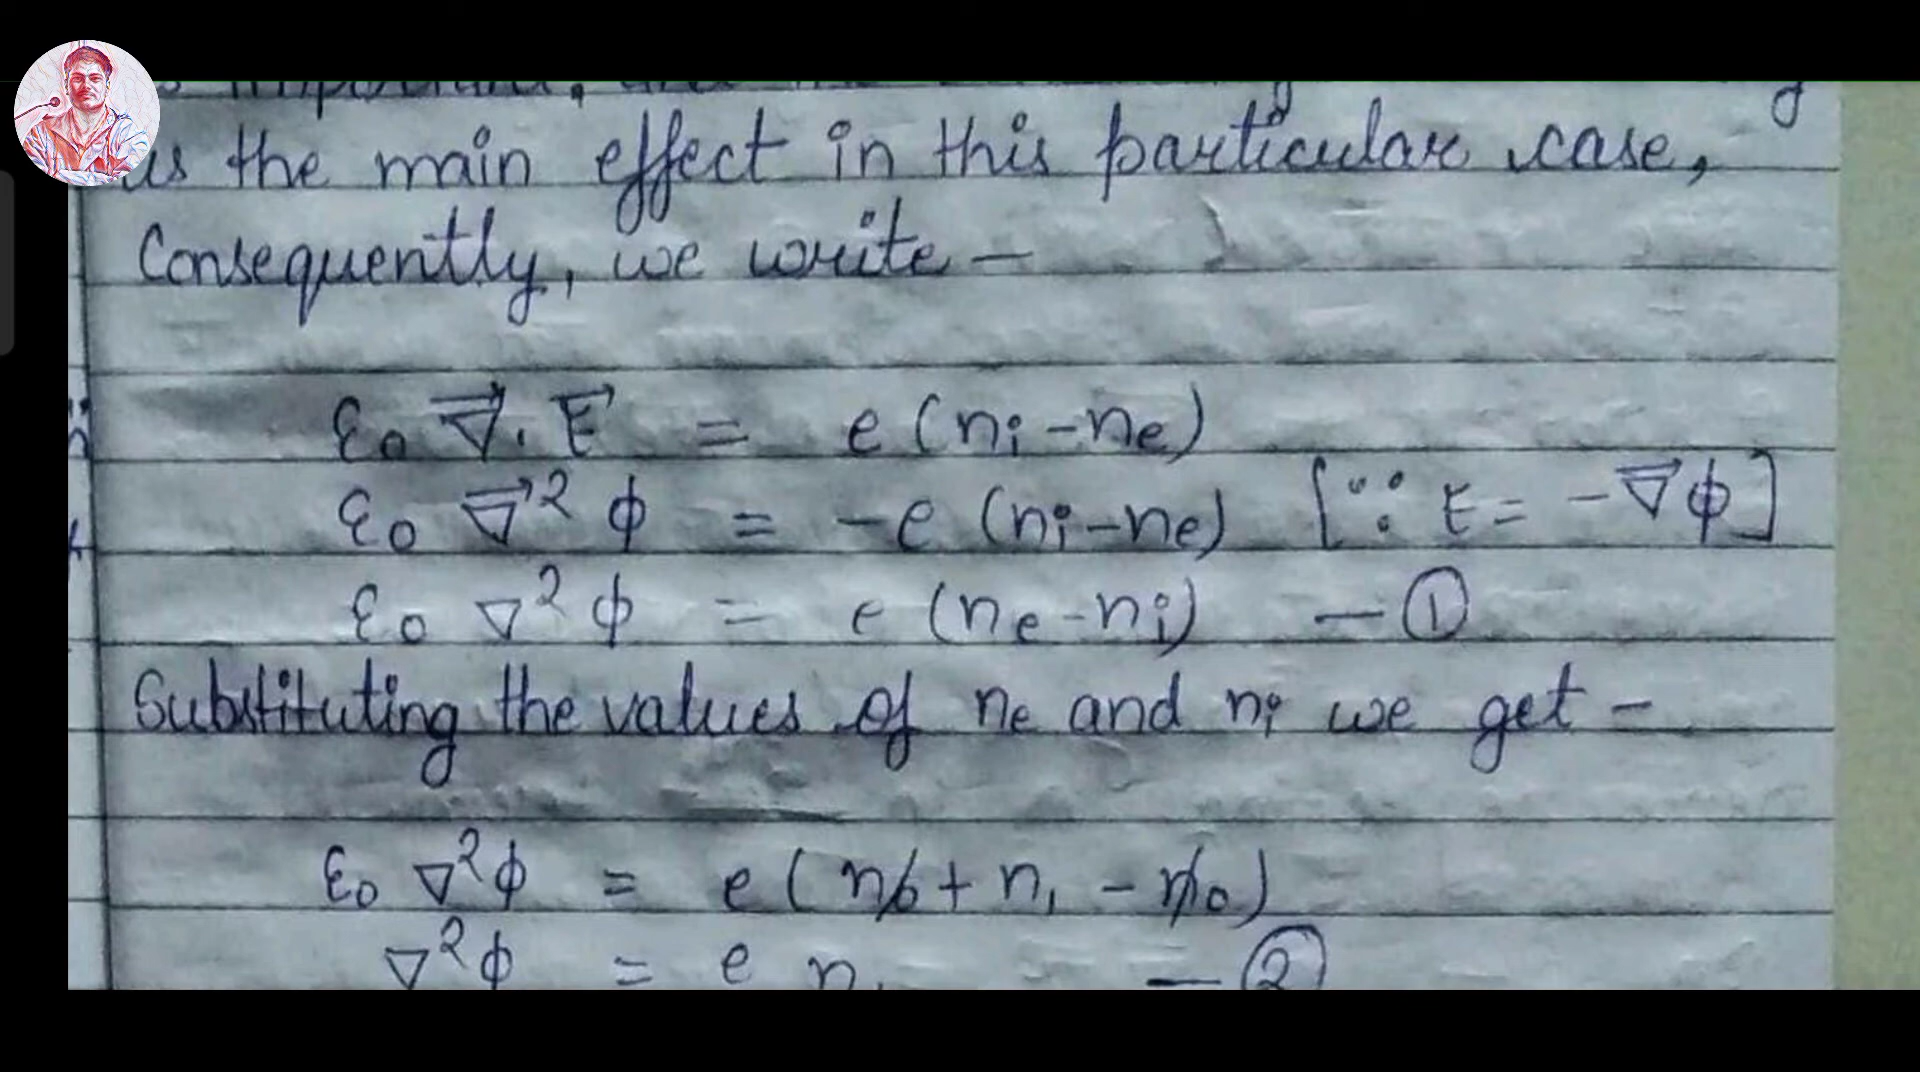 is the main effect in this particular case,
Consequently, we write –
ε₀ ∇⃗. E⃗ = e (nᵢ - nₑ)
ε₀ ∇⃗² ϕ = - e (nᵢ - nₑ) [∵ E = - ∇⃗ϕ]
ε₀ ∇² ϕ = e (nₑ - nᵢ) — ①
Substituting the values of nₑ and nᵢ we get –
ε₀ ∇²ϕ = e ( n₀ + n₁ - n₀ )
∇²ϕ = e n₁ — ②